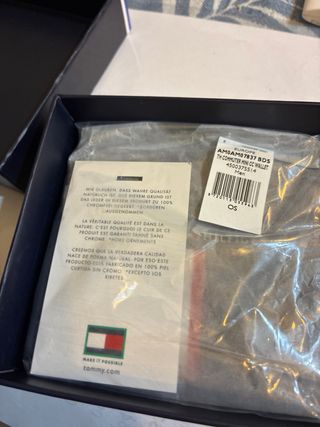 EUROPE
AM0AM07837 BDS
TH COMMUTER MINI CC WALLET
4500375514
Men
OS
WIR GLAUBEN, DASS WAHRE QUALITÄT
NATÜRLICH IST. AUS DIESEM GRUND IST
DAS LEDER IN DIESEM PRODUKT ZU 100%
CHROMFREI GEGERBT. *BORDÜREN
AUSGENOMMEN
LA VÉRITABLE QUALITÉ EST DANS LA
NATURE. C'EST POURQUOI LE CUIR DE CE
PRODUIT EST GARANTI TANNÉ SANS
CHROME. *HORS ORNEMENTS
CREEMOS QUE LA VERDADERA CALIDAD
NACE DE FORMA NATURAL. POR ESO ESTE
PRODUCTO ESTÁ FABRICADO EN 100% PIEL
CURTIDA SIN CROMO. *EXCEPTO LOS
RIBETES
MAKE IT POSSIBLE
tommy.com